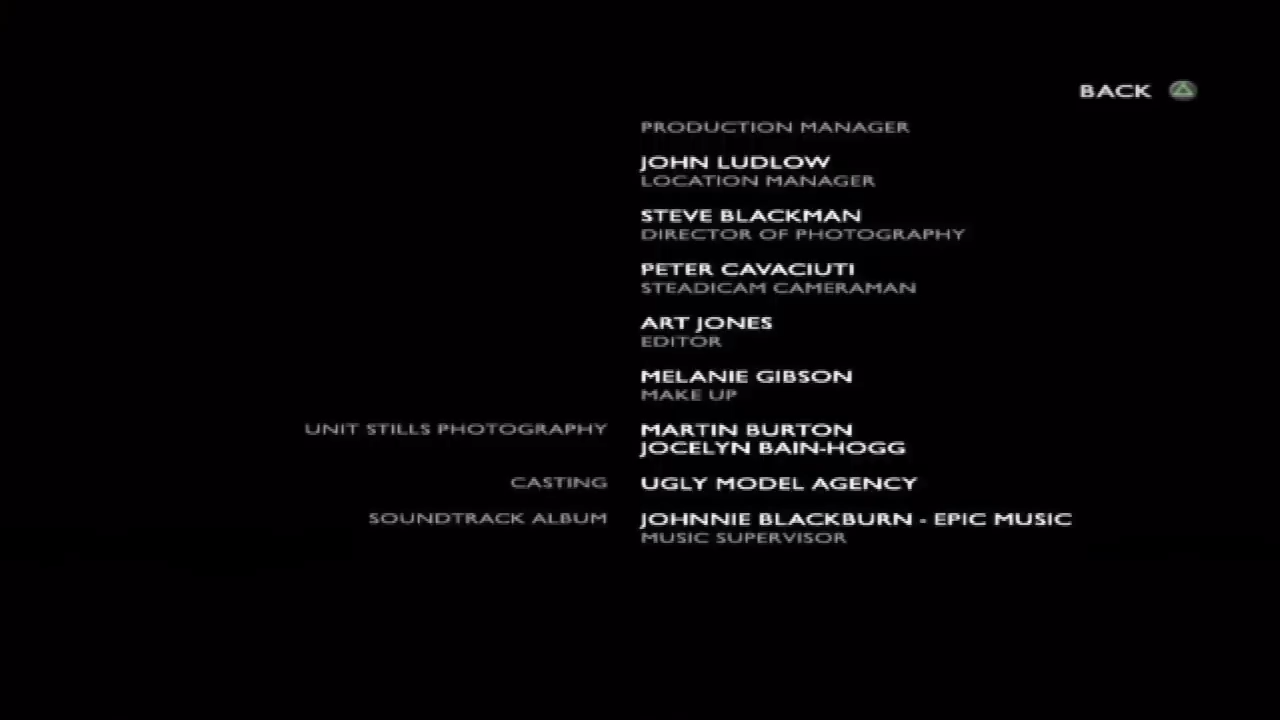 BACK
PRODUCTION MANAGER
JOHN LUDLOW
LOCATION MANAGER
STEVE BLACKMAN
DIRECTOR OF PHOTOGRAPHY
PETER CAVACIUTI
STEADICAM CAMERAMAN
ART JONES
EDITOR
MELANIE GIBSON
MAKE UP
UNIT STILLS PHOTOGRAPHY MARTIN BURTON
JOCELYN BAIN-HOGG
CASTING UGLY MODEL AGENCY
SOUNDTRACK ALBUM JOHNNIE BLACKBURN - EPIC MUSIC
MUSIC SUPERVISOR